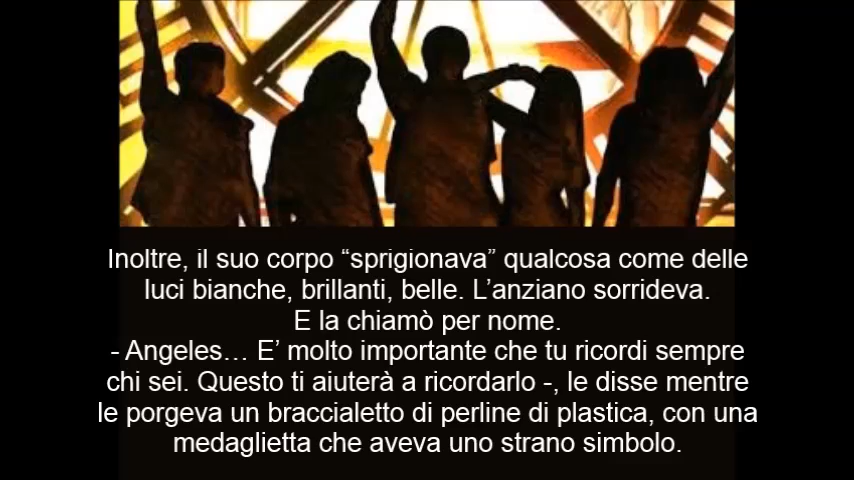 Inoltre, il suo corpo “sprigionava” qualcosa come delle
luci bianche, brillanti, belle. L’anziano sorrideva.
E la chiamò per nome.
- Angeles… E’ molto importante che tu ricordi sempre
chi sei. Questo ti aiuterà a ricordarlo -, le disse mentre
le porgeva un braccialetto di perline di plastica, con una
medaglietta che aveva uno strano simbolo.